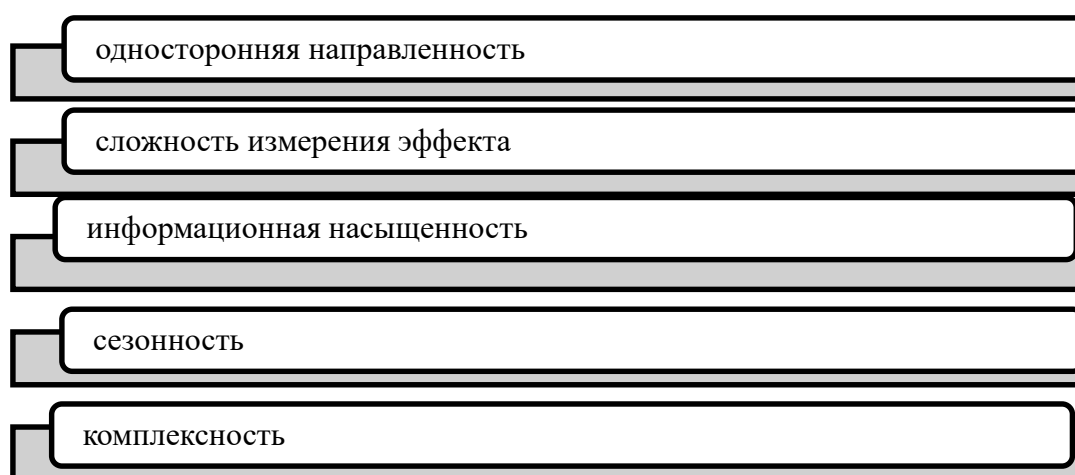 односторонняя направленность
сложность измерения эффекта
информационная насыщенность
сезонность
комплексность